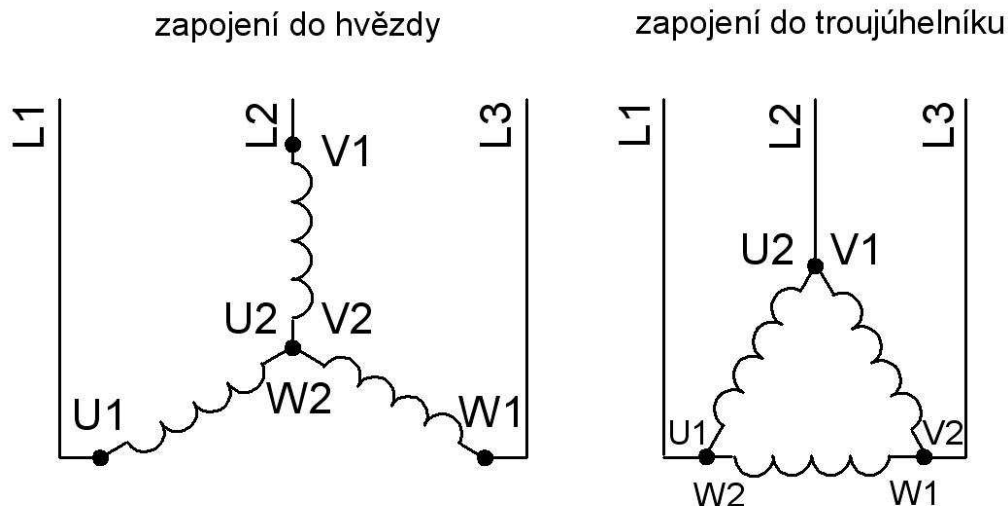 zapojení do hvězdy
zapojení do troujúhelníku
L1
L2
L3
V1
U2 V2
W2
U1
W1
L1
L2
L3
U2 V1
U1
V2
W2
W1